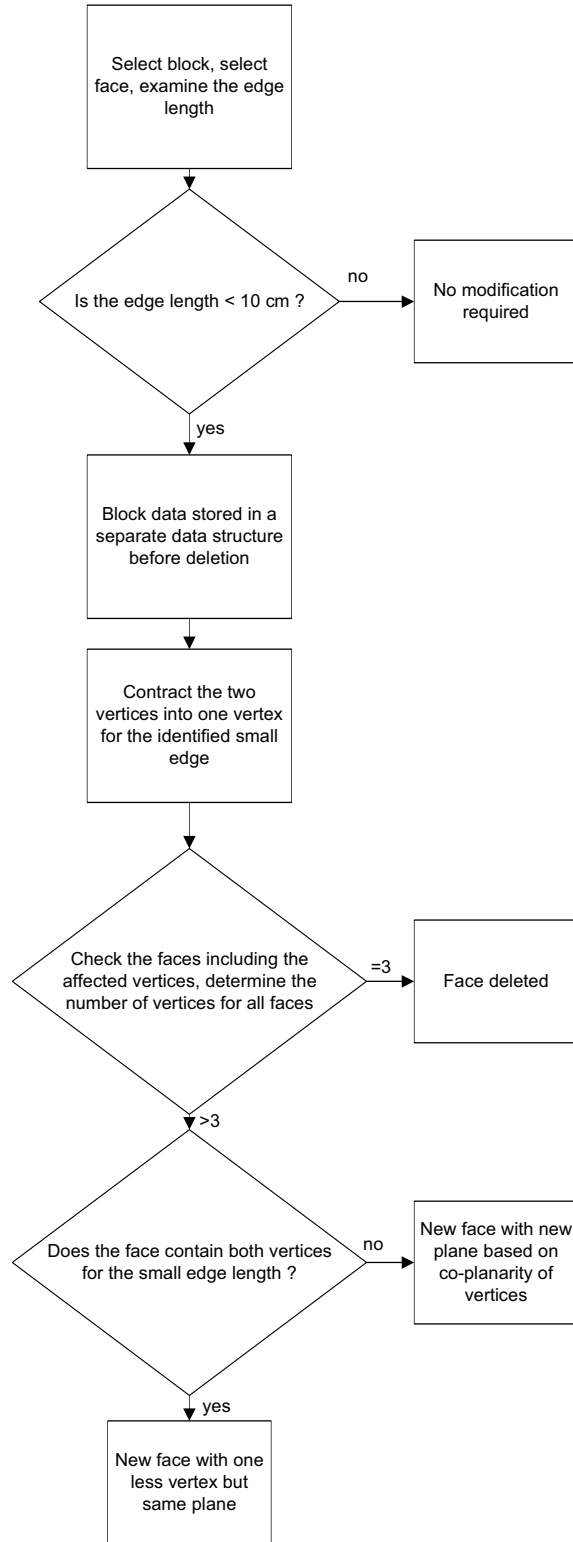 Select block, select
face, examine the edge
length
Is the edge length < 10 cm ?
no
No modification
required
yes
Block data stored in a
separate data structure
before deletion
Contract the two
vertices into one vertex
for the identified small
edge
Check the faces including the
affected vertices, determine the
number of vertices for all faces
=3
Face deleted
>3
Does the face contain both vertices
for the small edge length ?
no
New face with new
plane based on
co-planarity of
vertices
yes
New face with one
less vertex but
same plane